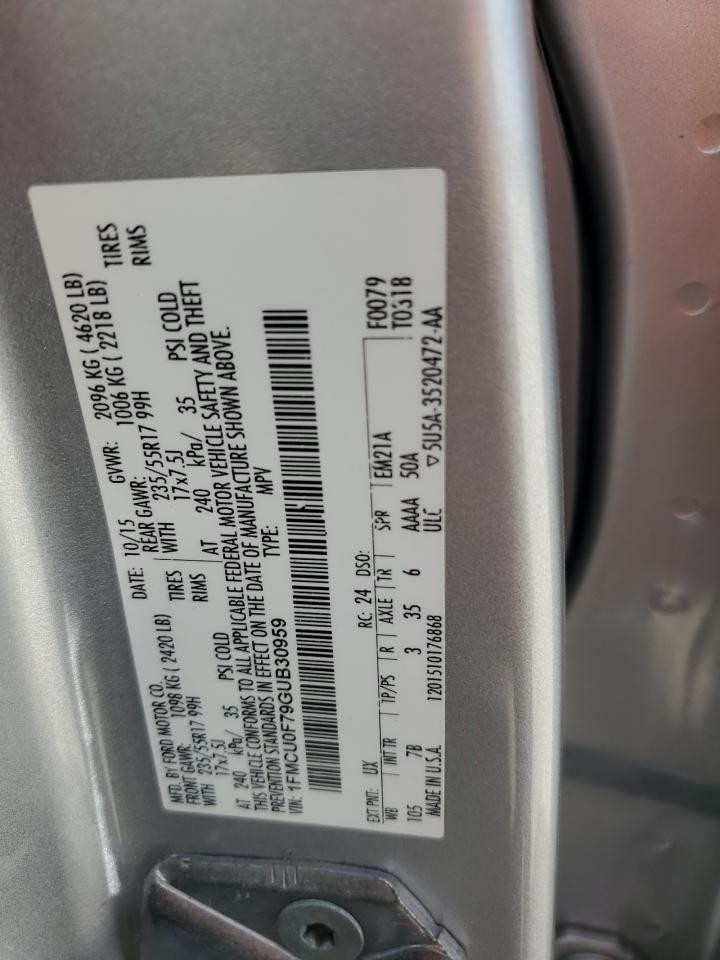 MFD. BY FORD MOTOR CO. DATE: 10/15 GVWR: 2096 KG ( 4620 LB)
FRONT GAWR: 1098 KG ( 2420 LB) REAR GAWR: 1006 KG ( 2218 LB)
WITH 235/55R17 99H TIRES WITH 235/55R17 99H TIRES
17x7.5J RIMS 17x7.5J RIMS
AT 240 kPa/ 35 PSI COLD AT 240 kPa/ 35 PSI COLD
THIS VEHICLE CONFORMS TO ALL APPLICABLE FEDERAL MOTOR VEHICLE SAFETY AND THEFT
PREVENTION STANDARDS IN EFFECT ON THE DATE OF MANUFACTURE SHOWN ABOVE.
VIN: 1FMCU0F79GUB30959 TYPE: MPV
F0079
T0318
EXT PNT: UX RC: 24 DSO:
WB INT TR TP/PS R AXLE TR SPR EM21A
105 7B 3 35 6 AAAA 50A
MADE IN U.S.A. 1201510176868 ULC ▽5U5A-3520472-AA